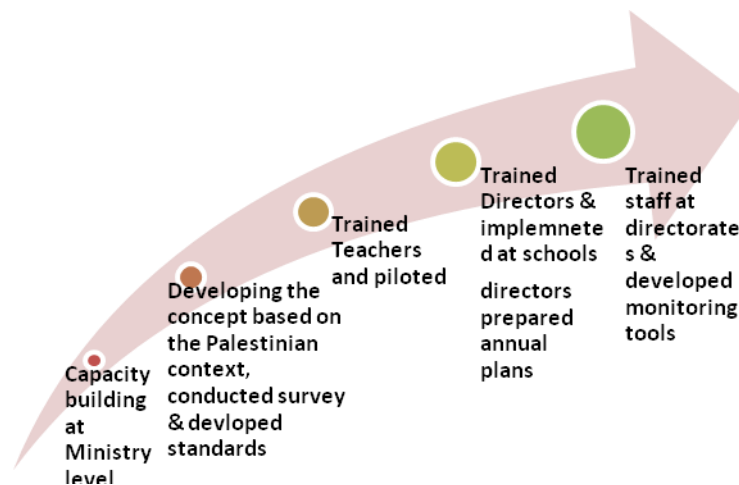 Capacity
building
at
Ministry
level
Developing the
concept based on
the Palestinian
context,
conducted survey
& devloped
standards
Trained
Teachers
and piloted
Trained
Directors &
implemnete
d at schools
directors
prepared
annual
plans
Trained
staff at
directorate
s &
developed
monitoring
tools